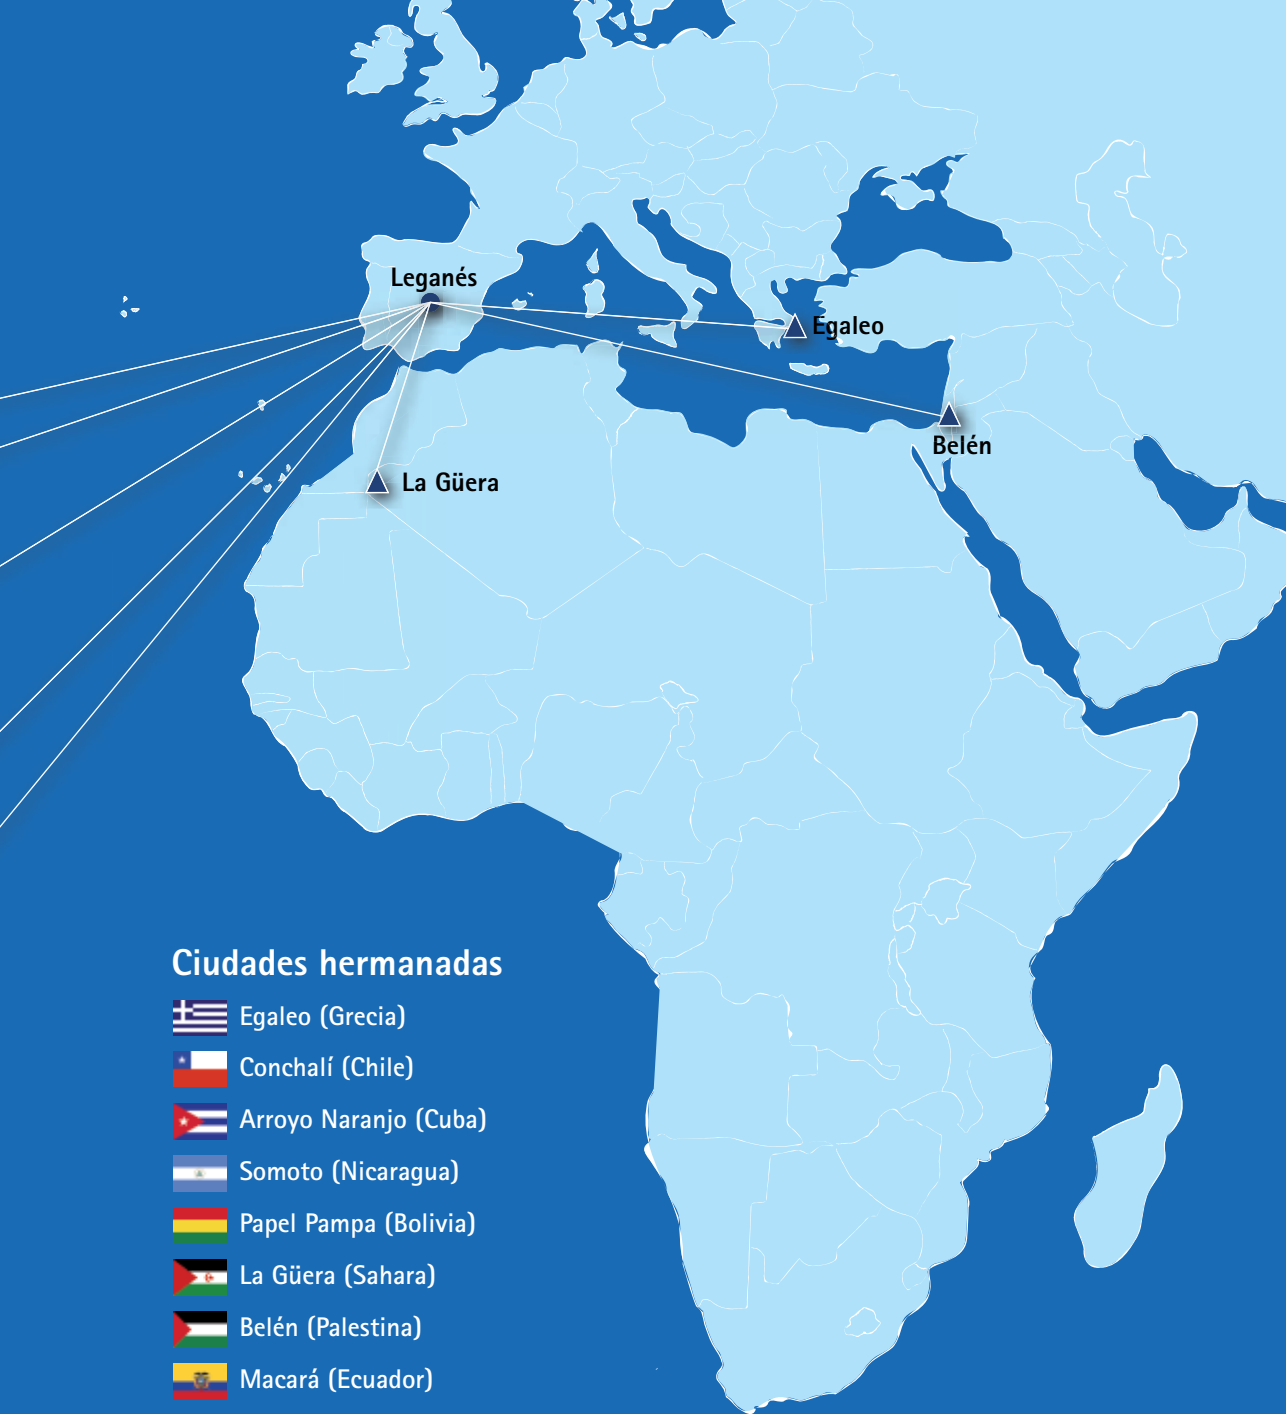 Leganés
Egaleo
Belén
La Güera
Ciudades hermanadas
Egaleo (Grecia)
Conchalí (Chile)
Arroyo Naranjo (Cuba)
Somoto (Nicaragua)
Papel Pampa (Bolivia)
La Güera (Sahara)
Belén (Palestina)
Macará (Ecuador)